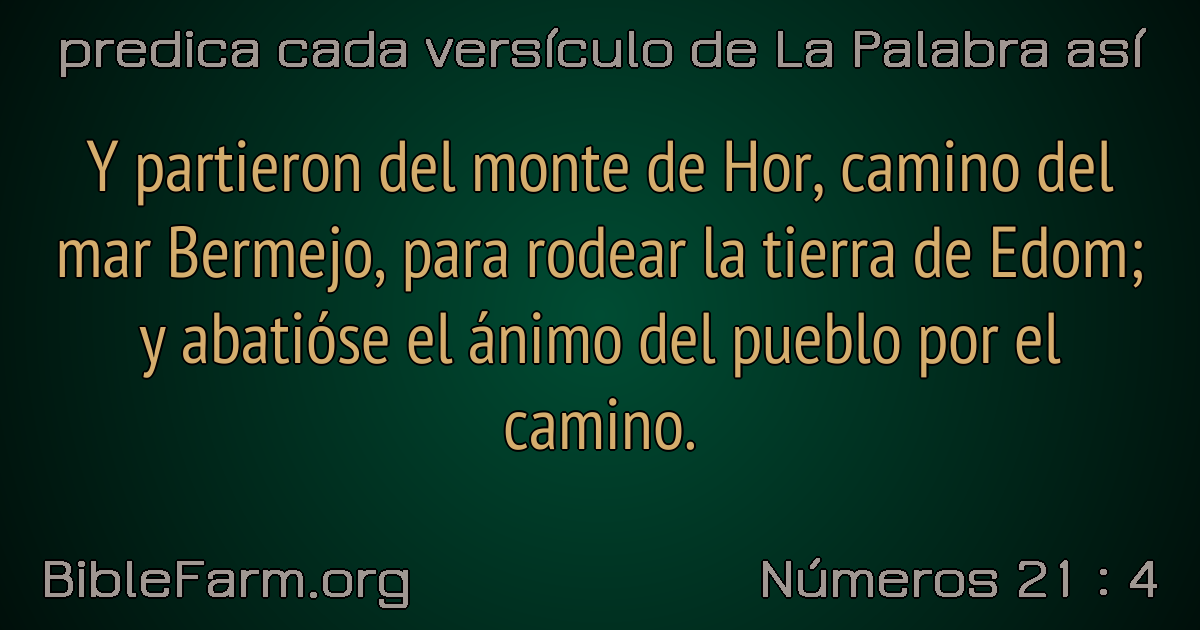 predica cada versículo de La Palabra así
Y partieron del monte de Hor, camino del
mar Bermejo, para rodear la tierra de Edom;
y abatióse el ánimo del pueblo por el
camino.
BibleFarm.org
Números 21 : 4